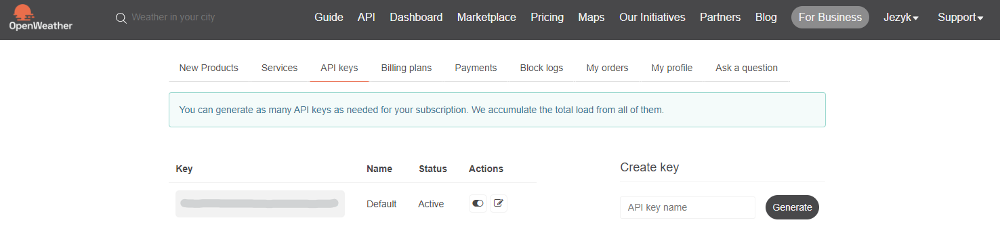 OpenWeather
Weather in your city
Guide API Dashboard Marketplace Pricing Maps Our Initiatives Partners Blog For Business Jezyk Support
New Products Services API keys Billing plans Payments Block logs My orders My profile Ask a question
You can generate as many API keys as needed for your subscription. We accumulate the total load from all of them.
Key Name Status Actions
Default Active
Create key
API key name Generate